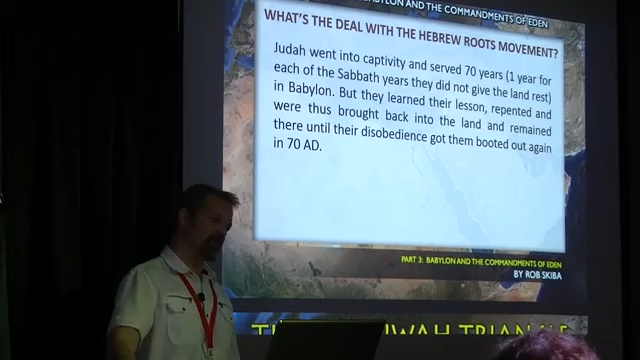 BABYLON AND THE COMMANDMENTS OF EDEN
WHAT'S THE DEAL WITH THE HEBREW ROOTS MOVEMENT?
Judah went into captivity and served 70 years (1 year for
each of the Sabbath years they did not give the land rest)
in Babylon. But they learned their lesson, repented and
were thus brought back into the land and remained
there until their disobedience got them booted out again
in 70 AD.
PART 3: BABYLON AND THE COMMANDMENTS OF EDEN
BY ROB SKIBA